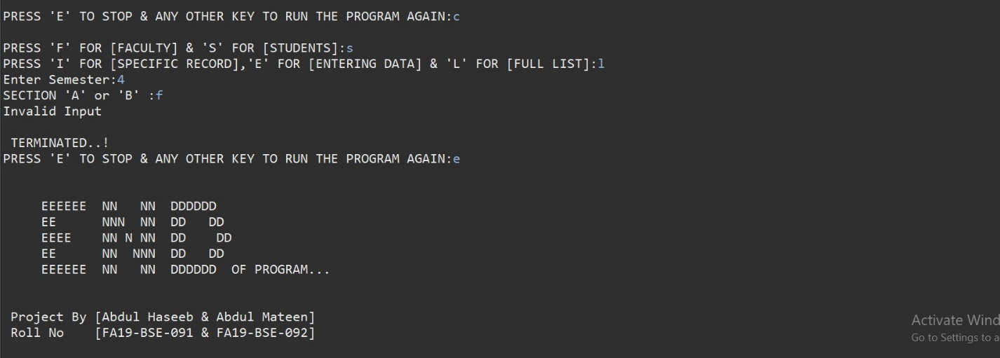 PRESS 'E' TO STOP & ANY OTHER KEY TO RUN THE PROGRAM AGAIN:c
PRESS 'F' FOR [FACULTY] & 'S' FOR [STUDENTS]:s
PRESS 'I' FOR [SPECIFIC RECORD],'E' FOR [ENTERING DATA] & 'L' FOR [FULL LIST]:l
Enter Semester:4
SECTION 'A' or 'B' :f
Invalid Input
TERMINATED..!
PRESS 'E' TO STOP & ANY OTHER KEY TO RUN THE PROGRAM AGAIN:e
EEEEEE  NN   NN  DDDDDD
EE      NNN  NN  DD   DD
EEEE    NN N NN  DD    DD
EE      NN  NNN  DD   DD
EEEEEE  NN   NN  DDDDDD  OF PROGRAM...
Project By [Abdul Haseeb & Abdul Mateen]
Roll No    [FA19-BSE-091 & FA19-BSE-092]
Activate Wind
Go to Settings to a